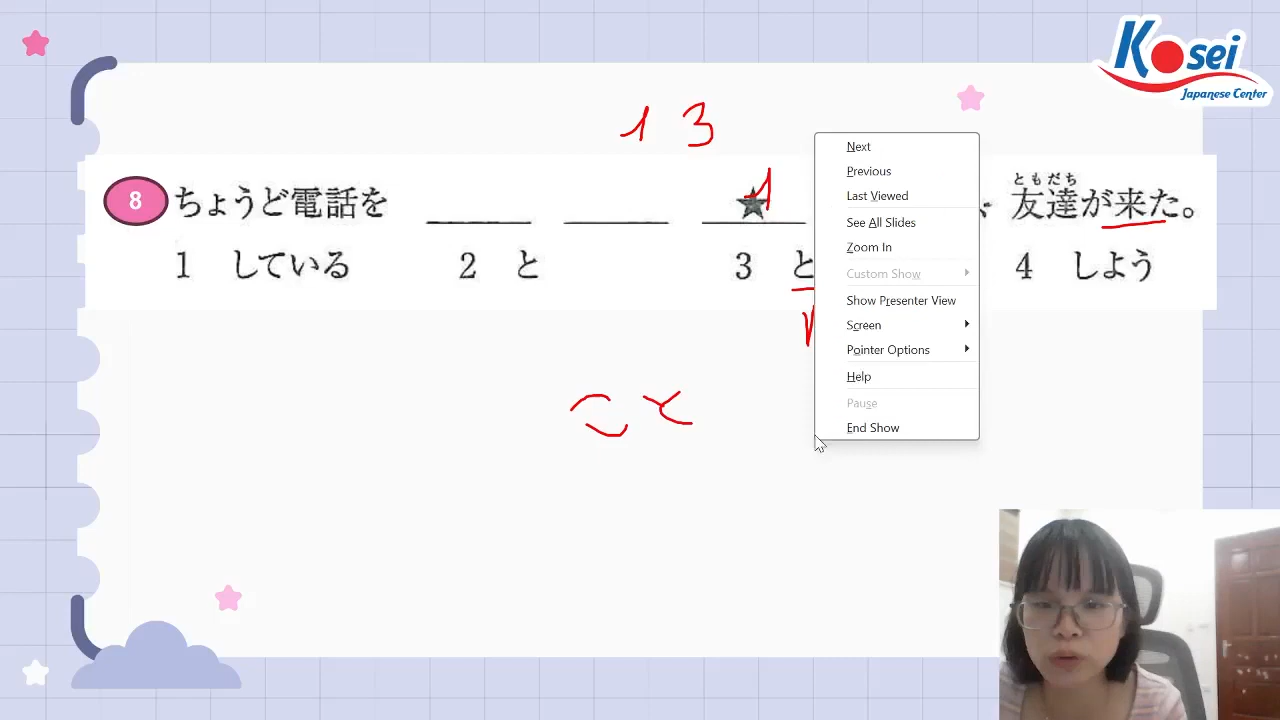 Kosei
Japanese Center
1 3
8 ちょうど電話を ★ 1 友達が来た。
ともだち
1 している 2 と 3 と 4 しよう
こと
Next
Previous
Last Viewed
See All Slides
Zoom In
Custom Show
Show Presenter View
Screen
Pointer Options
Help
Pause
End Show